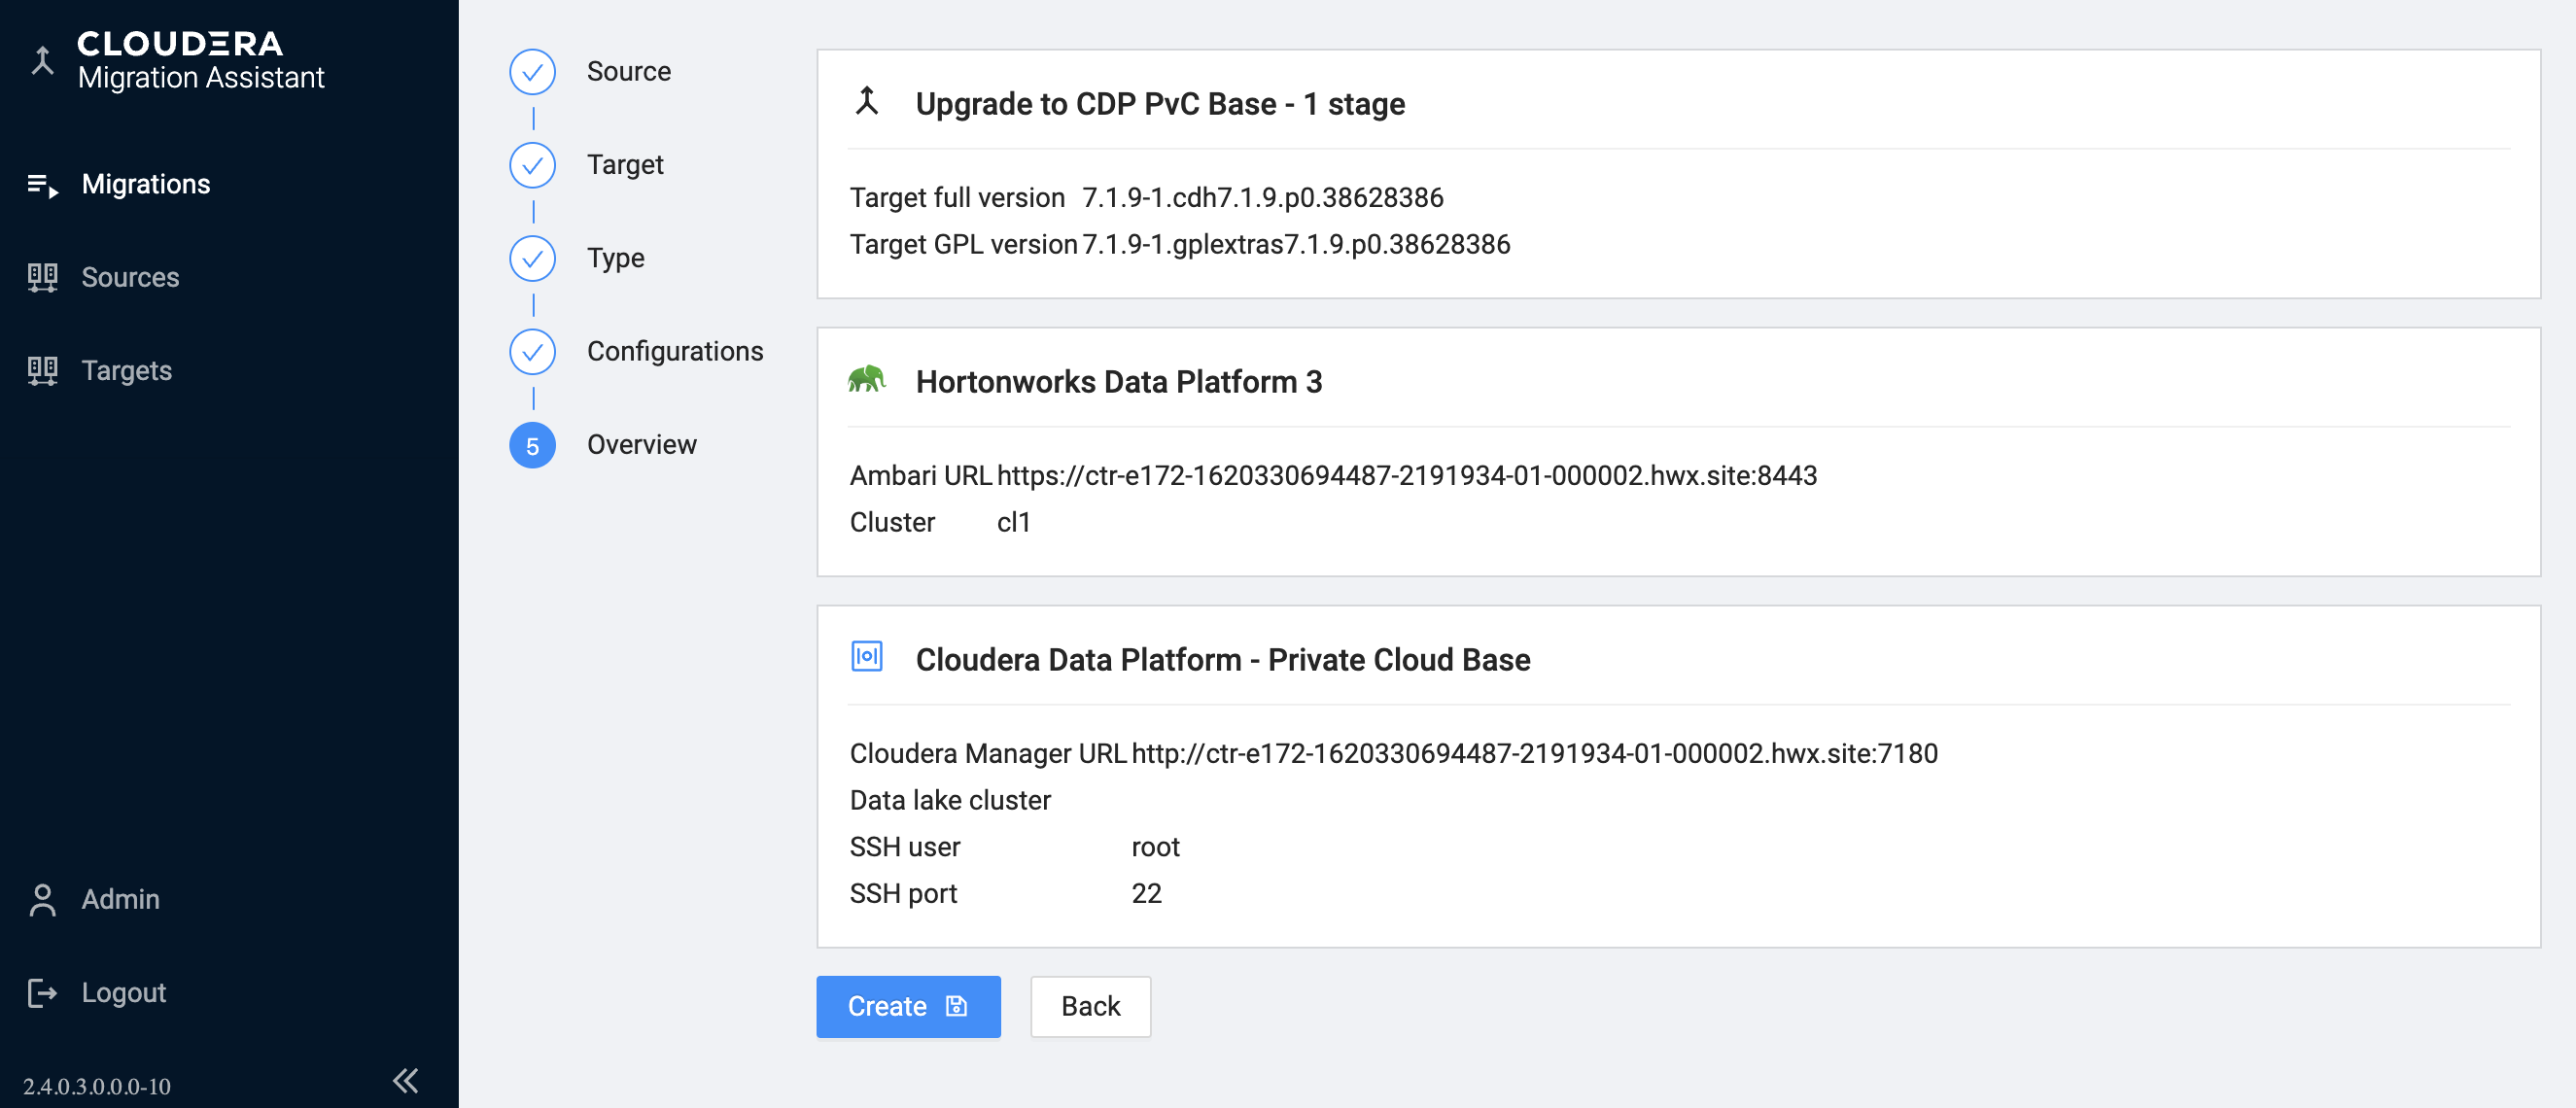 CLOUDERA
Migration Assistant
Migrations
Sources
Targets
Admin
Logout
2.4.0.3.0.0.0-10
Source
Target
Type
Configurations
5 Overview
Upgrade to CDP PvC Base - 1 stage
Target full version 7.1.9-1.cdh7.1.9.p0.38628386
Target GPL version 7.1.9-1.gplextras7.1.9.p0.38628386
Hortonworks Data Platform 3
Ambari URL https://ctr-e172-1620330694487-2191934-01-000002.hwx.site:8443
Cluster cl1
Cloudera Data Platform - Private Cloud Base
Cloudera Manager URL http://ctr-e172-1620330694487-2191934-01-000002.hwx.site:7180
Data lake cluster
SSH user root
SSH port 22
Create Back